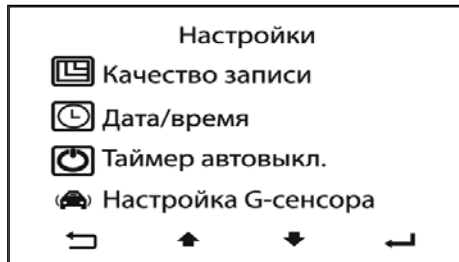 Настройки
Качество записи
Дата/время
Таймер автовыкл.
Настройка G-сенсора